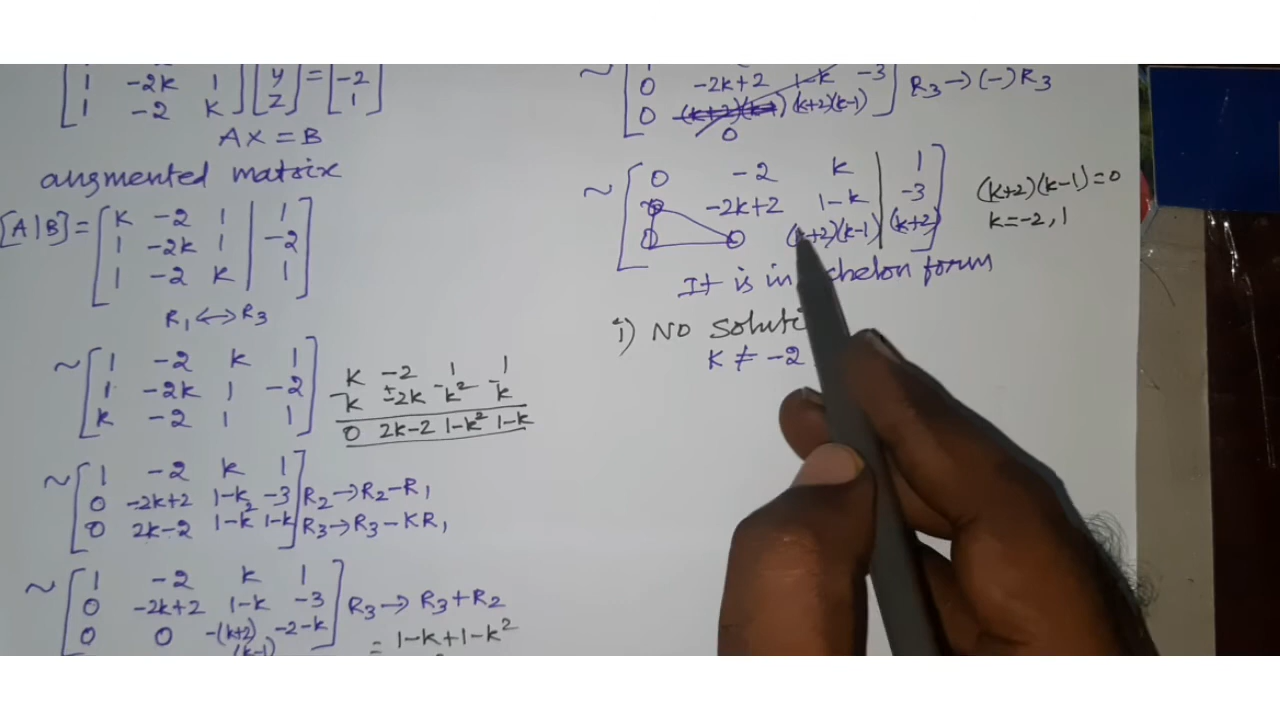 1 -2k 1 y = -2
1 -2 k z 1
AX = B
augmented matrix
[A|B] = k -2 1 | 1
1 -2k 1 | -2
1 -2 k | 1
R₁ ↔ R₃
~ 1 -2 k 1
1 -2k 1 -2
k -2 1 1
k -2 1 1
-k ±2k -k² -k
0 2k-2 1-k² 1-k
~ 1 -2 k 1
0 -2k+2 1-k -3 R₂→R₂-R₁
0 2k-2 1-k² 1-k R₃→R₃-KR₁
~ 1 -2 k 1
0 -2k+2 1-k -3 R₃→R₃+R₂
0 0 -(k+2) -2-k
(k-1) = 1-k+1-k²
~ 0 -2k+2 1-k -3 R₃→(-)R₃
0 (k+2)(k-1) (k+2)(k-1)
0
~ 0 -2 k | 1
0 -2k+2 1-k | -3
0 0 (k+2)(k-1) | (k+2)
(k+2)(k-1)=0
k=-2, 1
It is in echelon form
i) No soluti
K ≠ -2